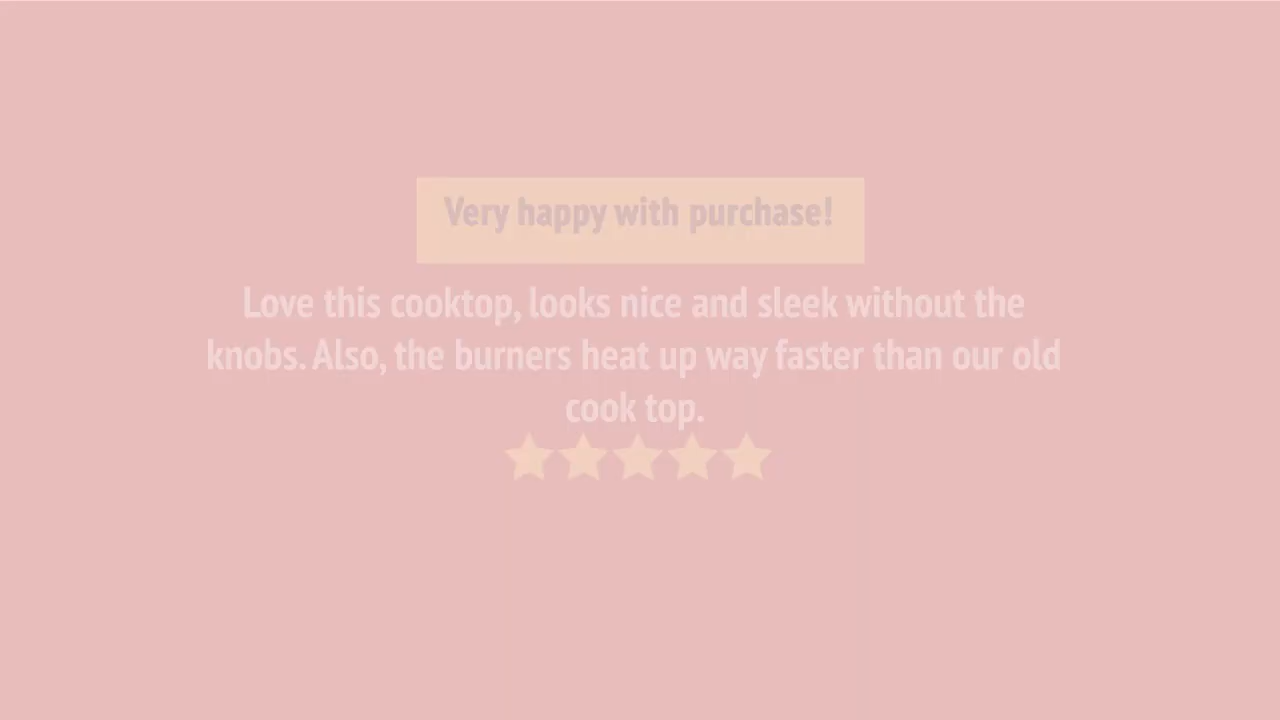 Very happy with purchase!
Love this cooktop, looks nice and sleek without the
knobs. Also, the burners heat up way faster than our old
cook top.